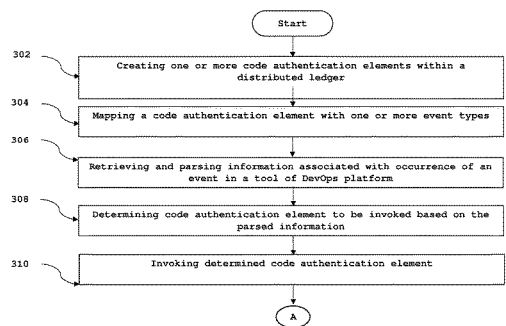 Start
302
Creating one or more code authentication elements within a
distributed ledger
304
Mapping a code authentication element with one or more event types
306
Retrieving and parsing information associated with occurrence of an
event in a tool of DevOps platform
308
Determining code authentication element to be invoked based on the
parsed information
310
Invoking determined code authentication element
A